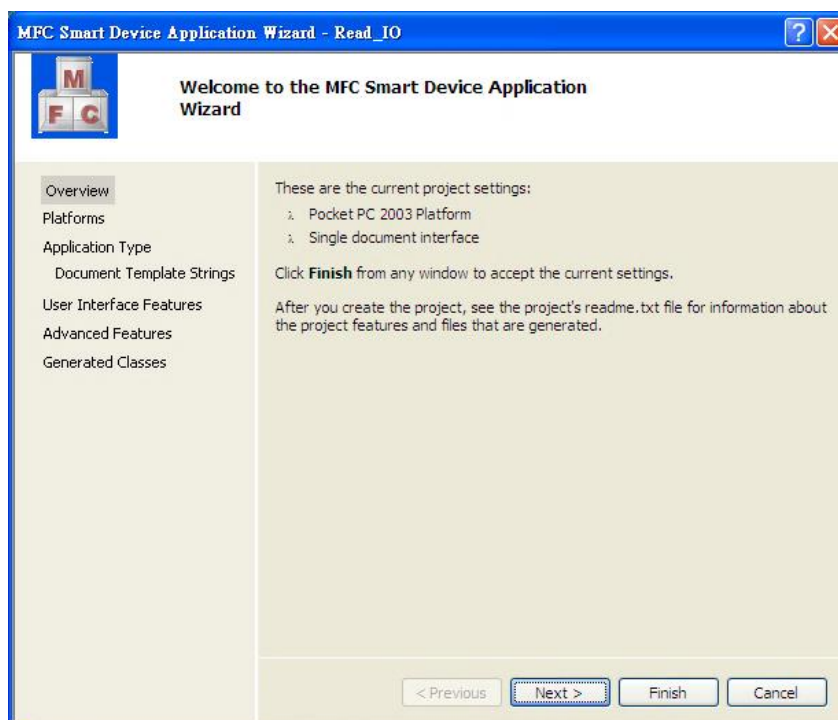 MFC Smart Device Application Wizard - Read_IO
?
M
F C
Welcome to the MFC Smart Device Application
Wizard
Overview
Platforms
Application Type
Document Template Strings
User Interface Features
Advanced Features
Generated Classes
These are the current project settings:
λ Pocket PC 2003 Platform
λ Single document interface
Click Finish from any window to accept the current settings.
After you create the project, see the project's readme.txt file for information about
the project features and files that are generated.
< Previous Next > Finish Cancel